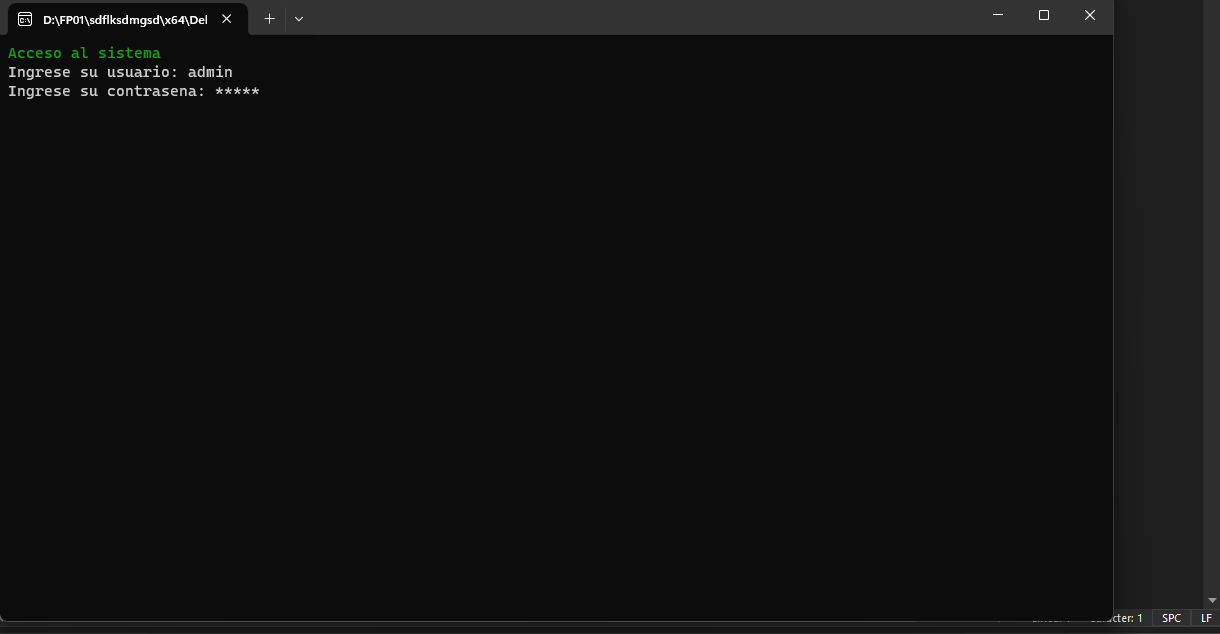 D:\FP01\sdflksdmgsd\x64\Del
Acceso al sistema
Ingrese su usuario: admin
Ingrese su contrasena: *****
SPC LF